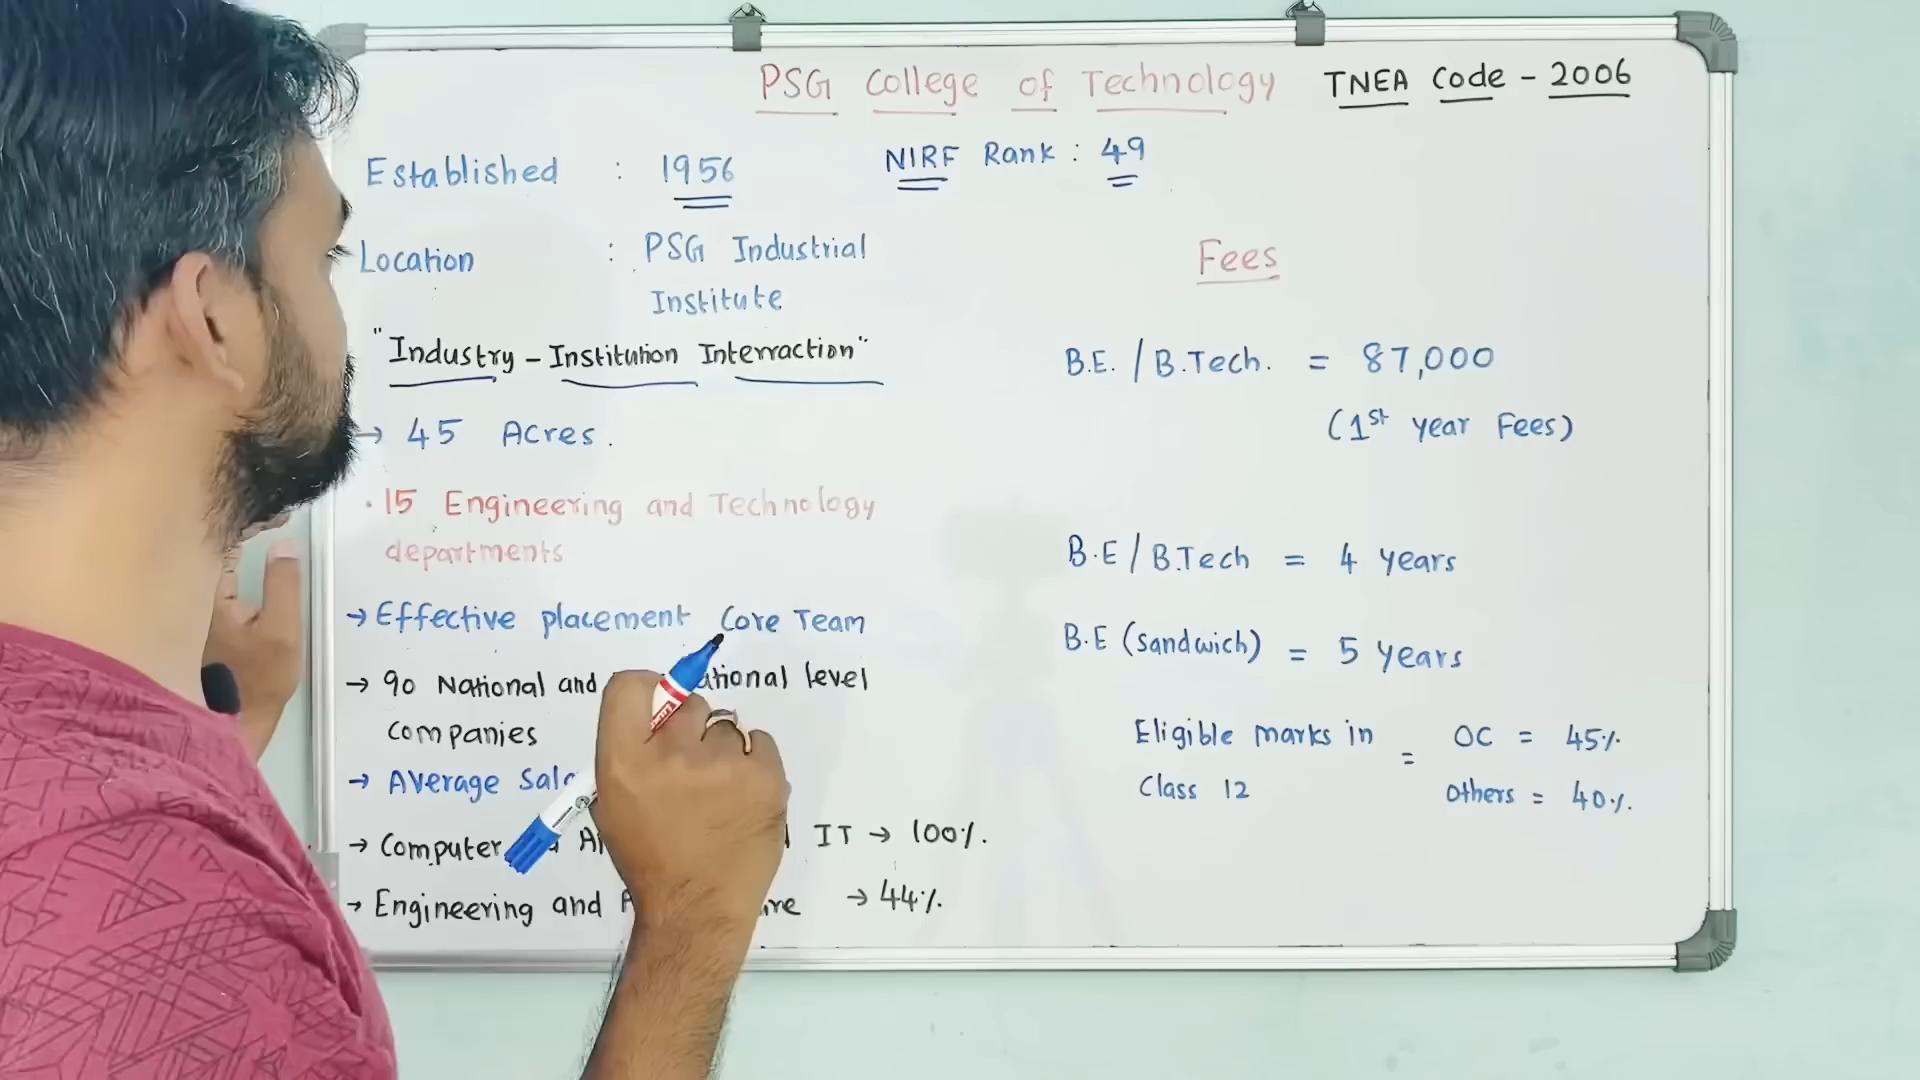 PSG College of Technology TNEA Code - 2006
Established : 1956
NIRF Rank : 49
Location : PSG Industrial
Institute
"Industry - Institution Interraction"
→ 45 Acres.
· 15 Engineering and Technology
departments
→ Effective placement Core Team
→ 90 National and level
companies
→ Average
→ Computer IT → 100%.
→ Engineering and → 44%.
Fees
B.E. / B.Tech. = 87,000
(1st year Fees)
B.E / B.Tech = 4 years
B.E (sandwich) = 5 years
Eligible marks in
Class 12
= OC = 45%.
Others = 40%.